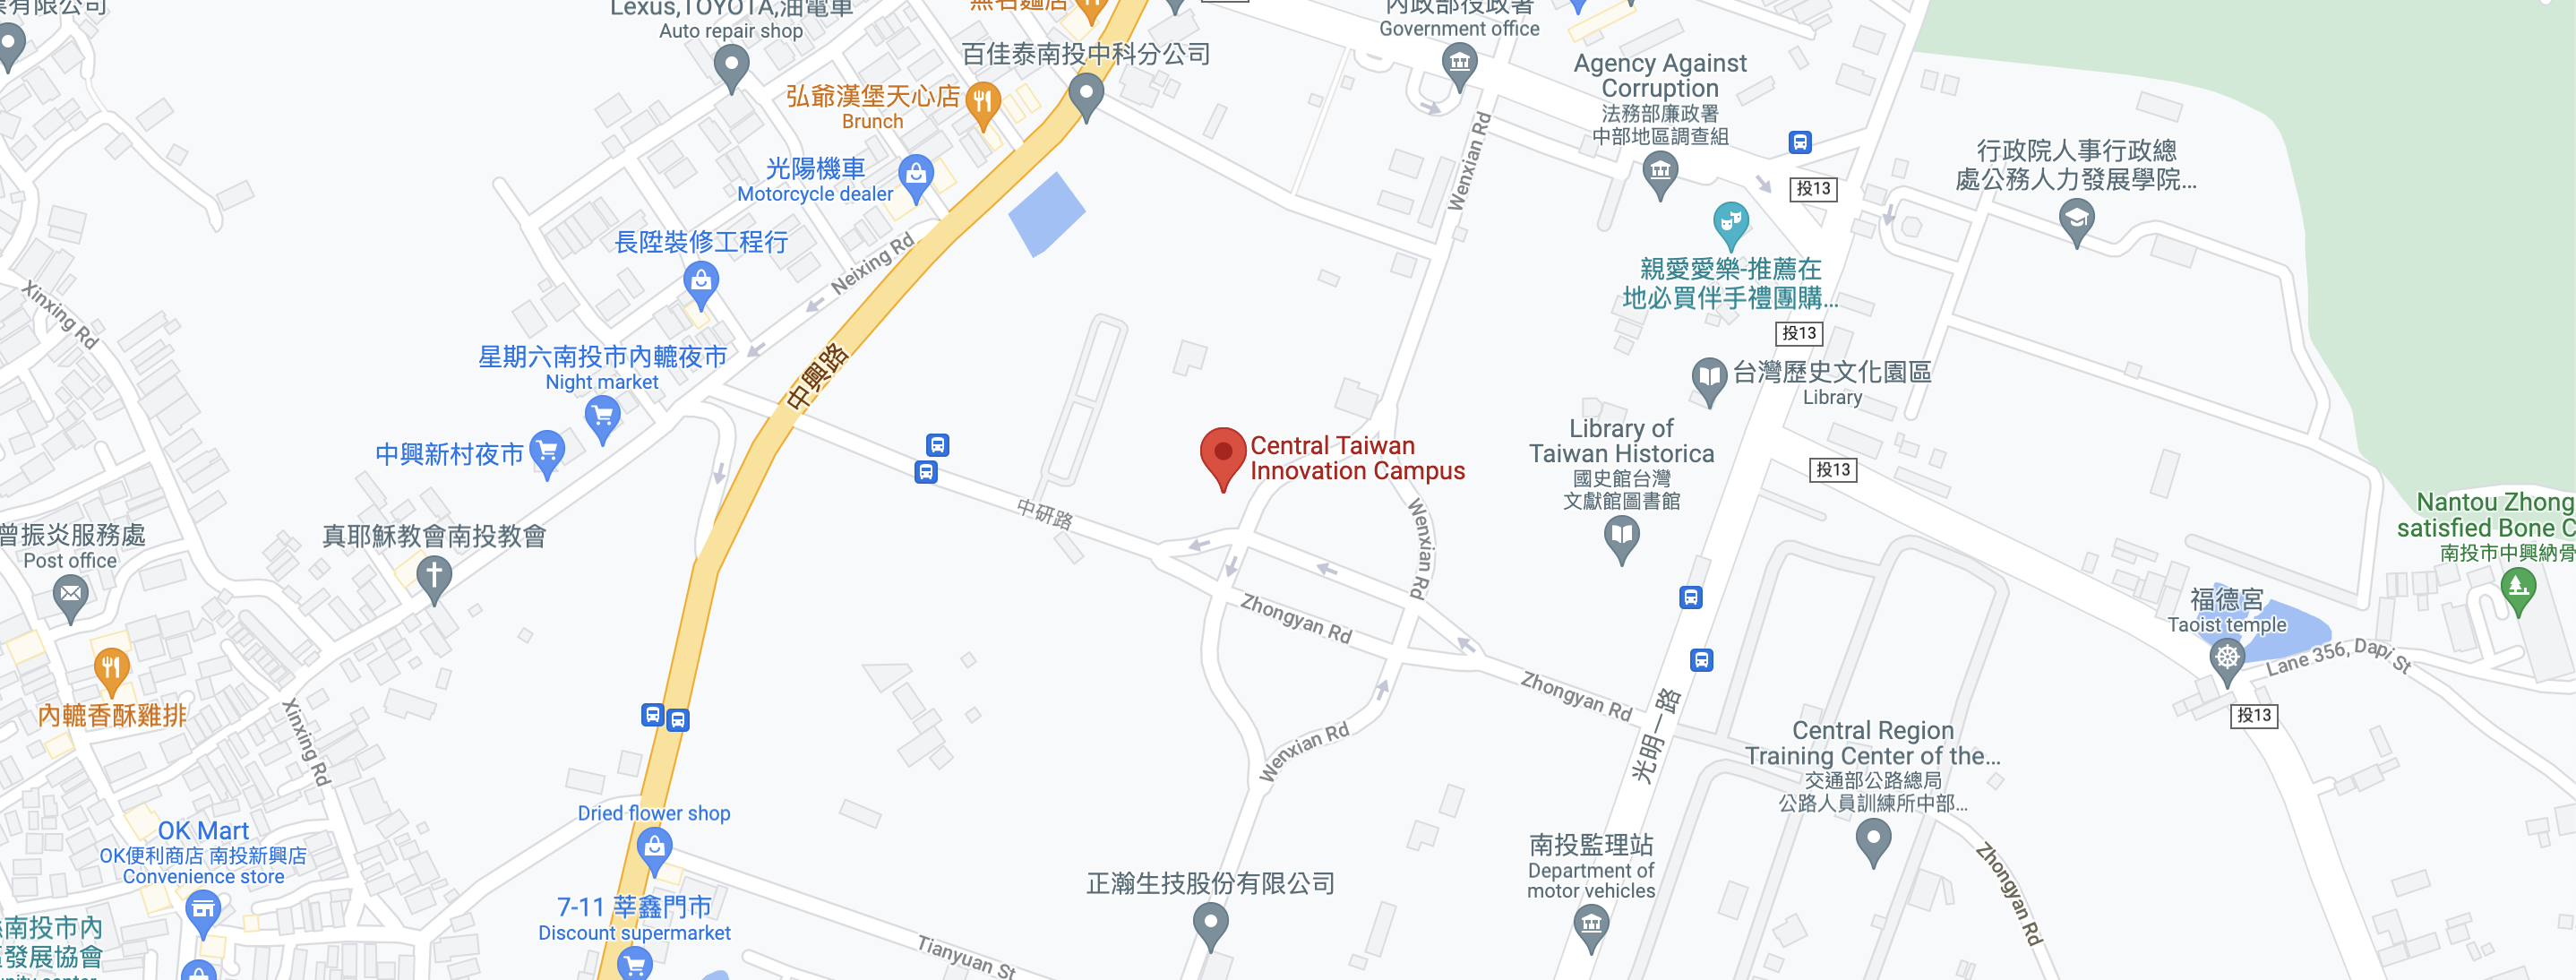 Lexus,TOYOTA,油電車
Auto repair shop
內政部役政署
Government office
百佳泰南投中科分公司
Agency Against
Corruption
法務部廉政署
中部地區調查組
弘爺漢堡天心店
Brunch
光陽機車
Motorcycle dealer
Wenxian Rd
投13
行政院人事行政總
處公務人力發展學院...
長陞裝修工程行
Neixing Rd
親愛愛樂-推薦在
地必買伴手禮團購...
Xinxing Rd
投13
星期六南投市內轆夜市
Night market
中興路
台灣歷史文化園區
Library
中興新村夜市
Central Taiwan
Innovation Campus
Library of
Taiwan Historica
國史館台灣
文獻館圖書館
投13
中研路
Wenxian Rd
Nantou Zhong
satisfied Bone C
南投市中興納骨
曾振炎服務處
Post office
真耶穌教會南投教會
Zhongyan Rd
福德宮
Taoist temple
Lane 356, Dapi St
內轆香酥雞排
Xinxing Rd
Zhongyan Rd
光明一路
投13
Wenxian Rd
Central Region
Training Center of the...
交通部公路總局
公路人員訓練所中部...
Dried flower shop
OK Mart
OK便利商店 南投新興店
Convenience store
南投監理站
Department of
motor vehicles
Zhongyan Rd
正瀚生技股份有限公司
7-11 莘鑫門市
Discount supermarket
南投市內
發展協會
Tianyuan St